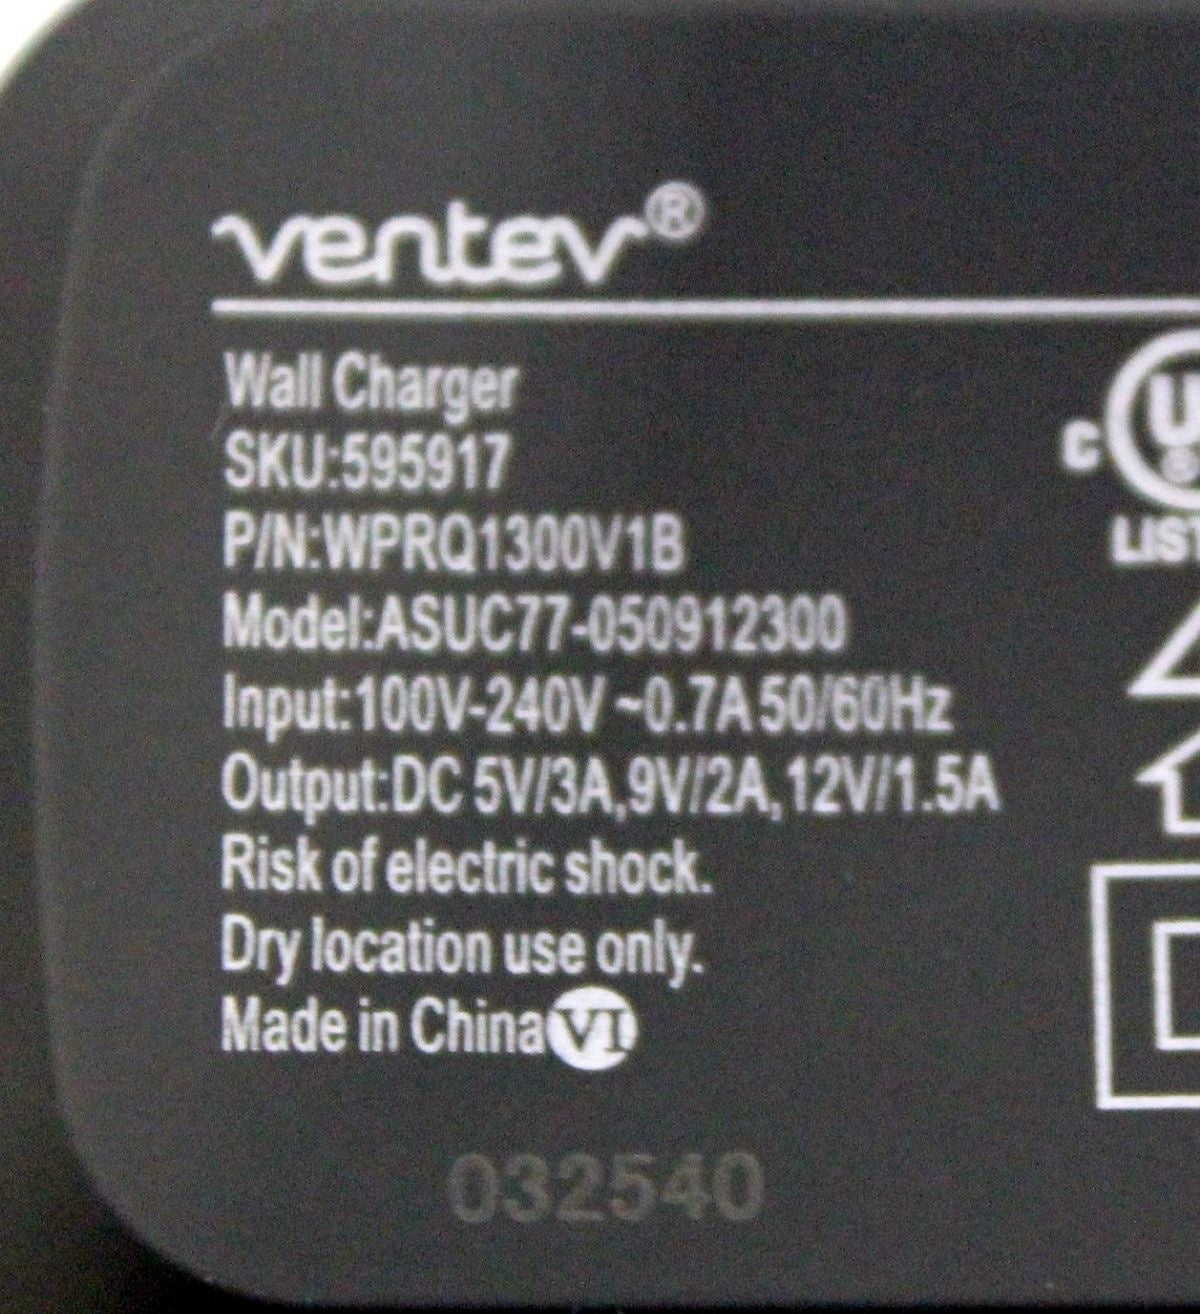 ventev®
Wall Charger
SKU:595917
P/N:WPRQ1300V1B
Model:ASUC77-050912300
Input:100V-240V ~0.7A 50/60Hz
Output:DC 5V/3A,9V/2A,12V/1.5A
Risk of electric shock.
Dry location use only.
Made in China VI
032540
C U
LIST